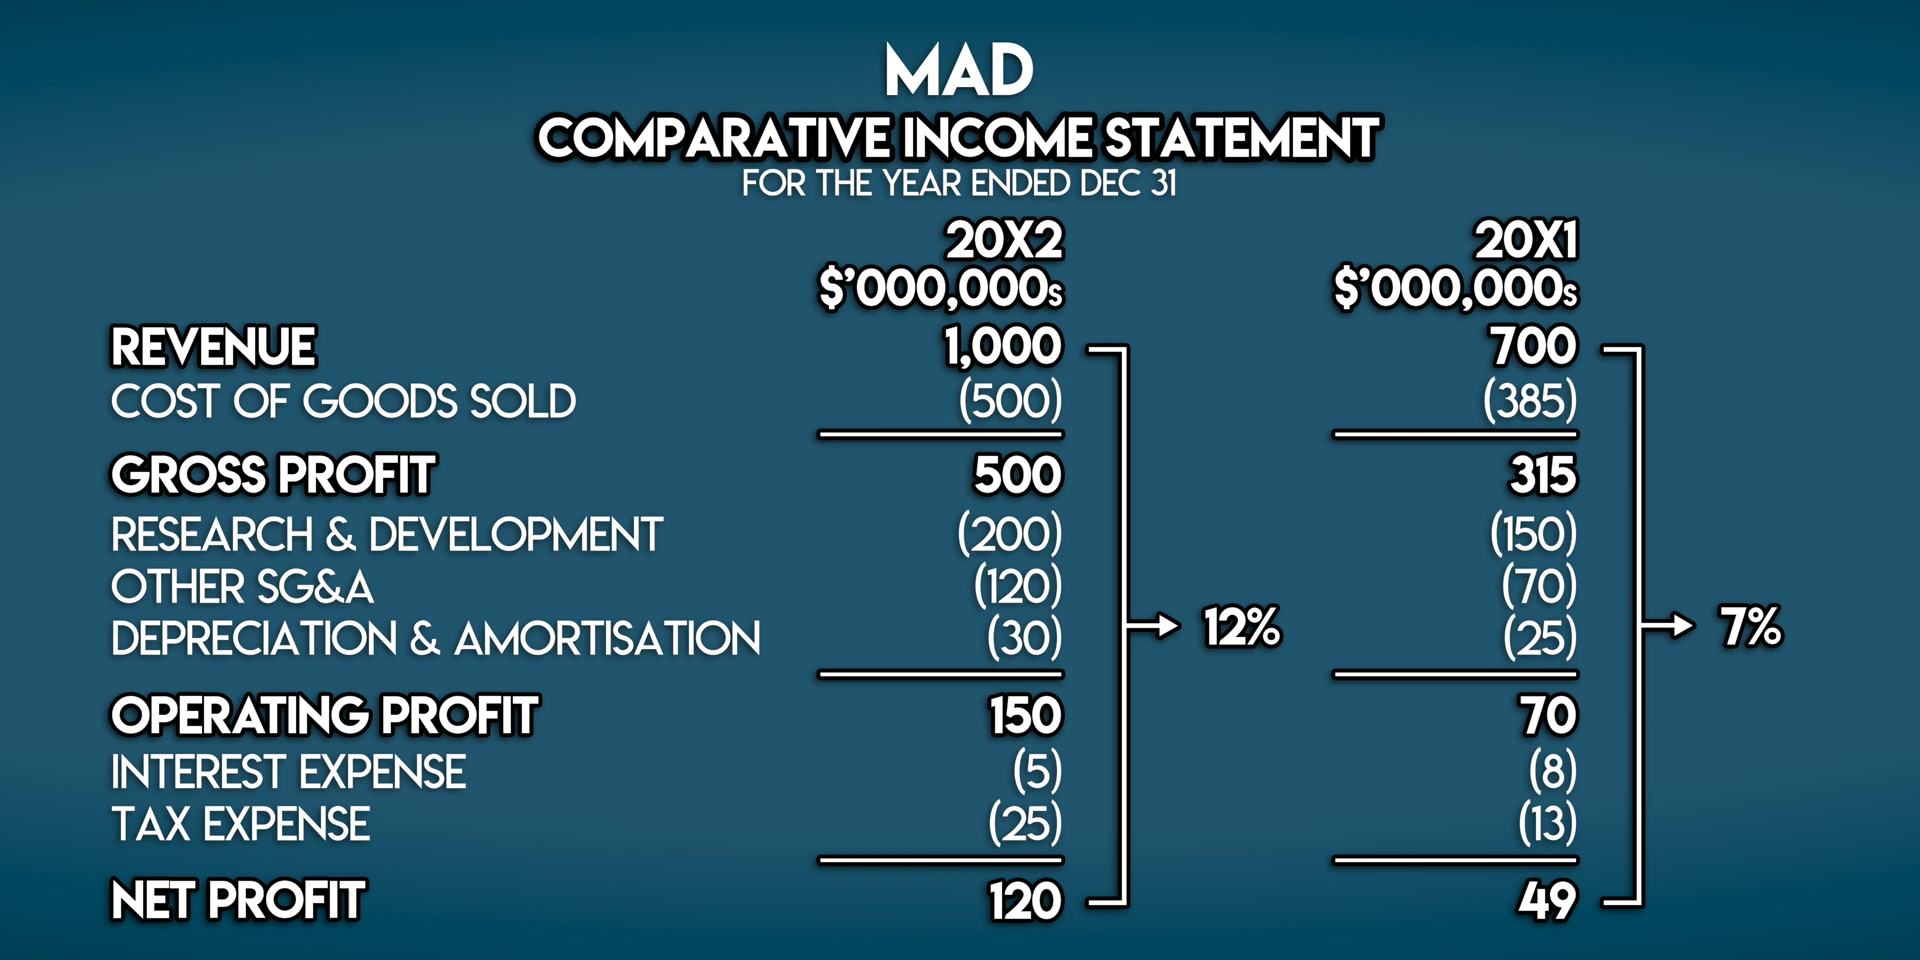 MAD
COMPARATIVE INCOME STATEMENT
FOR THE YEAR ENDED DEC 31
20X2 20X1
$'000,000s $'000,000s
REVENUE 1,000 700
COST OF GOODS SOLD (500) (385)
GROSS PROFIT 500 315
RESEARCH & DEVELOPMENT (200) (150)
OTHER SG&A (120) (70)
DEPRECIATION & AMORTISATION (30) 12% (25) 7%
OPERATING PROFIT 150 70
INTEREST EXPENSE (5) (8)
TAX EXPENSE (25) (13)
NET PROFIT 120 49